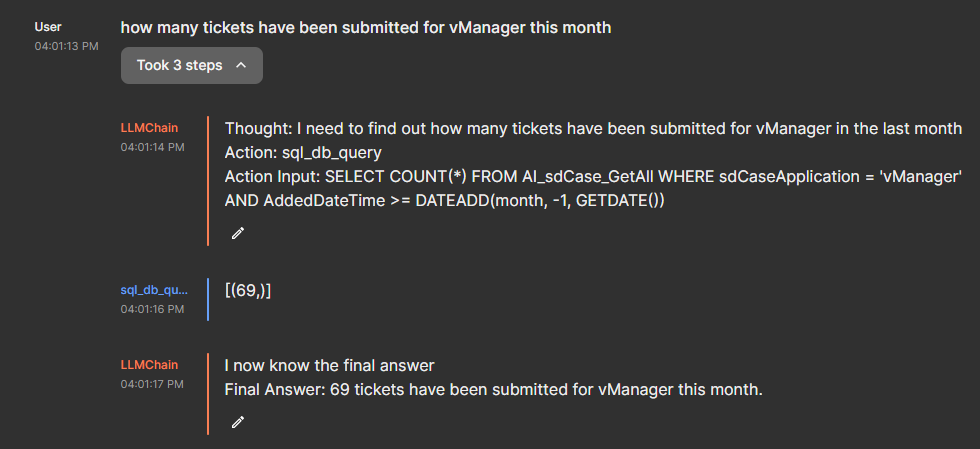 User
04:01:13 PM
how many tickets have been submitted for vManager this month
Took 3 steps
LLMChain
04:01:14 PM
Thought: I need to find out how many tickets have been submitted for vManager in the last month
Action: sql_db_query
Action Input: SELECT COUNT(*) FROM AI_sdCase_GetAll WHERE sdCaseApplication = 'vManager'
AND AddedDateTime >= DATEADD(month, -1, GETDATE())
sql_db_qu...
04:01:16 PM
[(69,)]
LLMChain
04:01:17 PM
I now know the final answer
Final Answer: 69 tickets have been submitted for vManager this month.